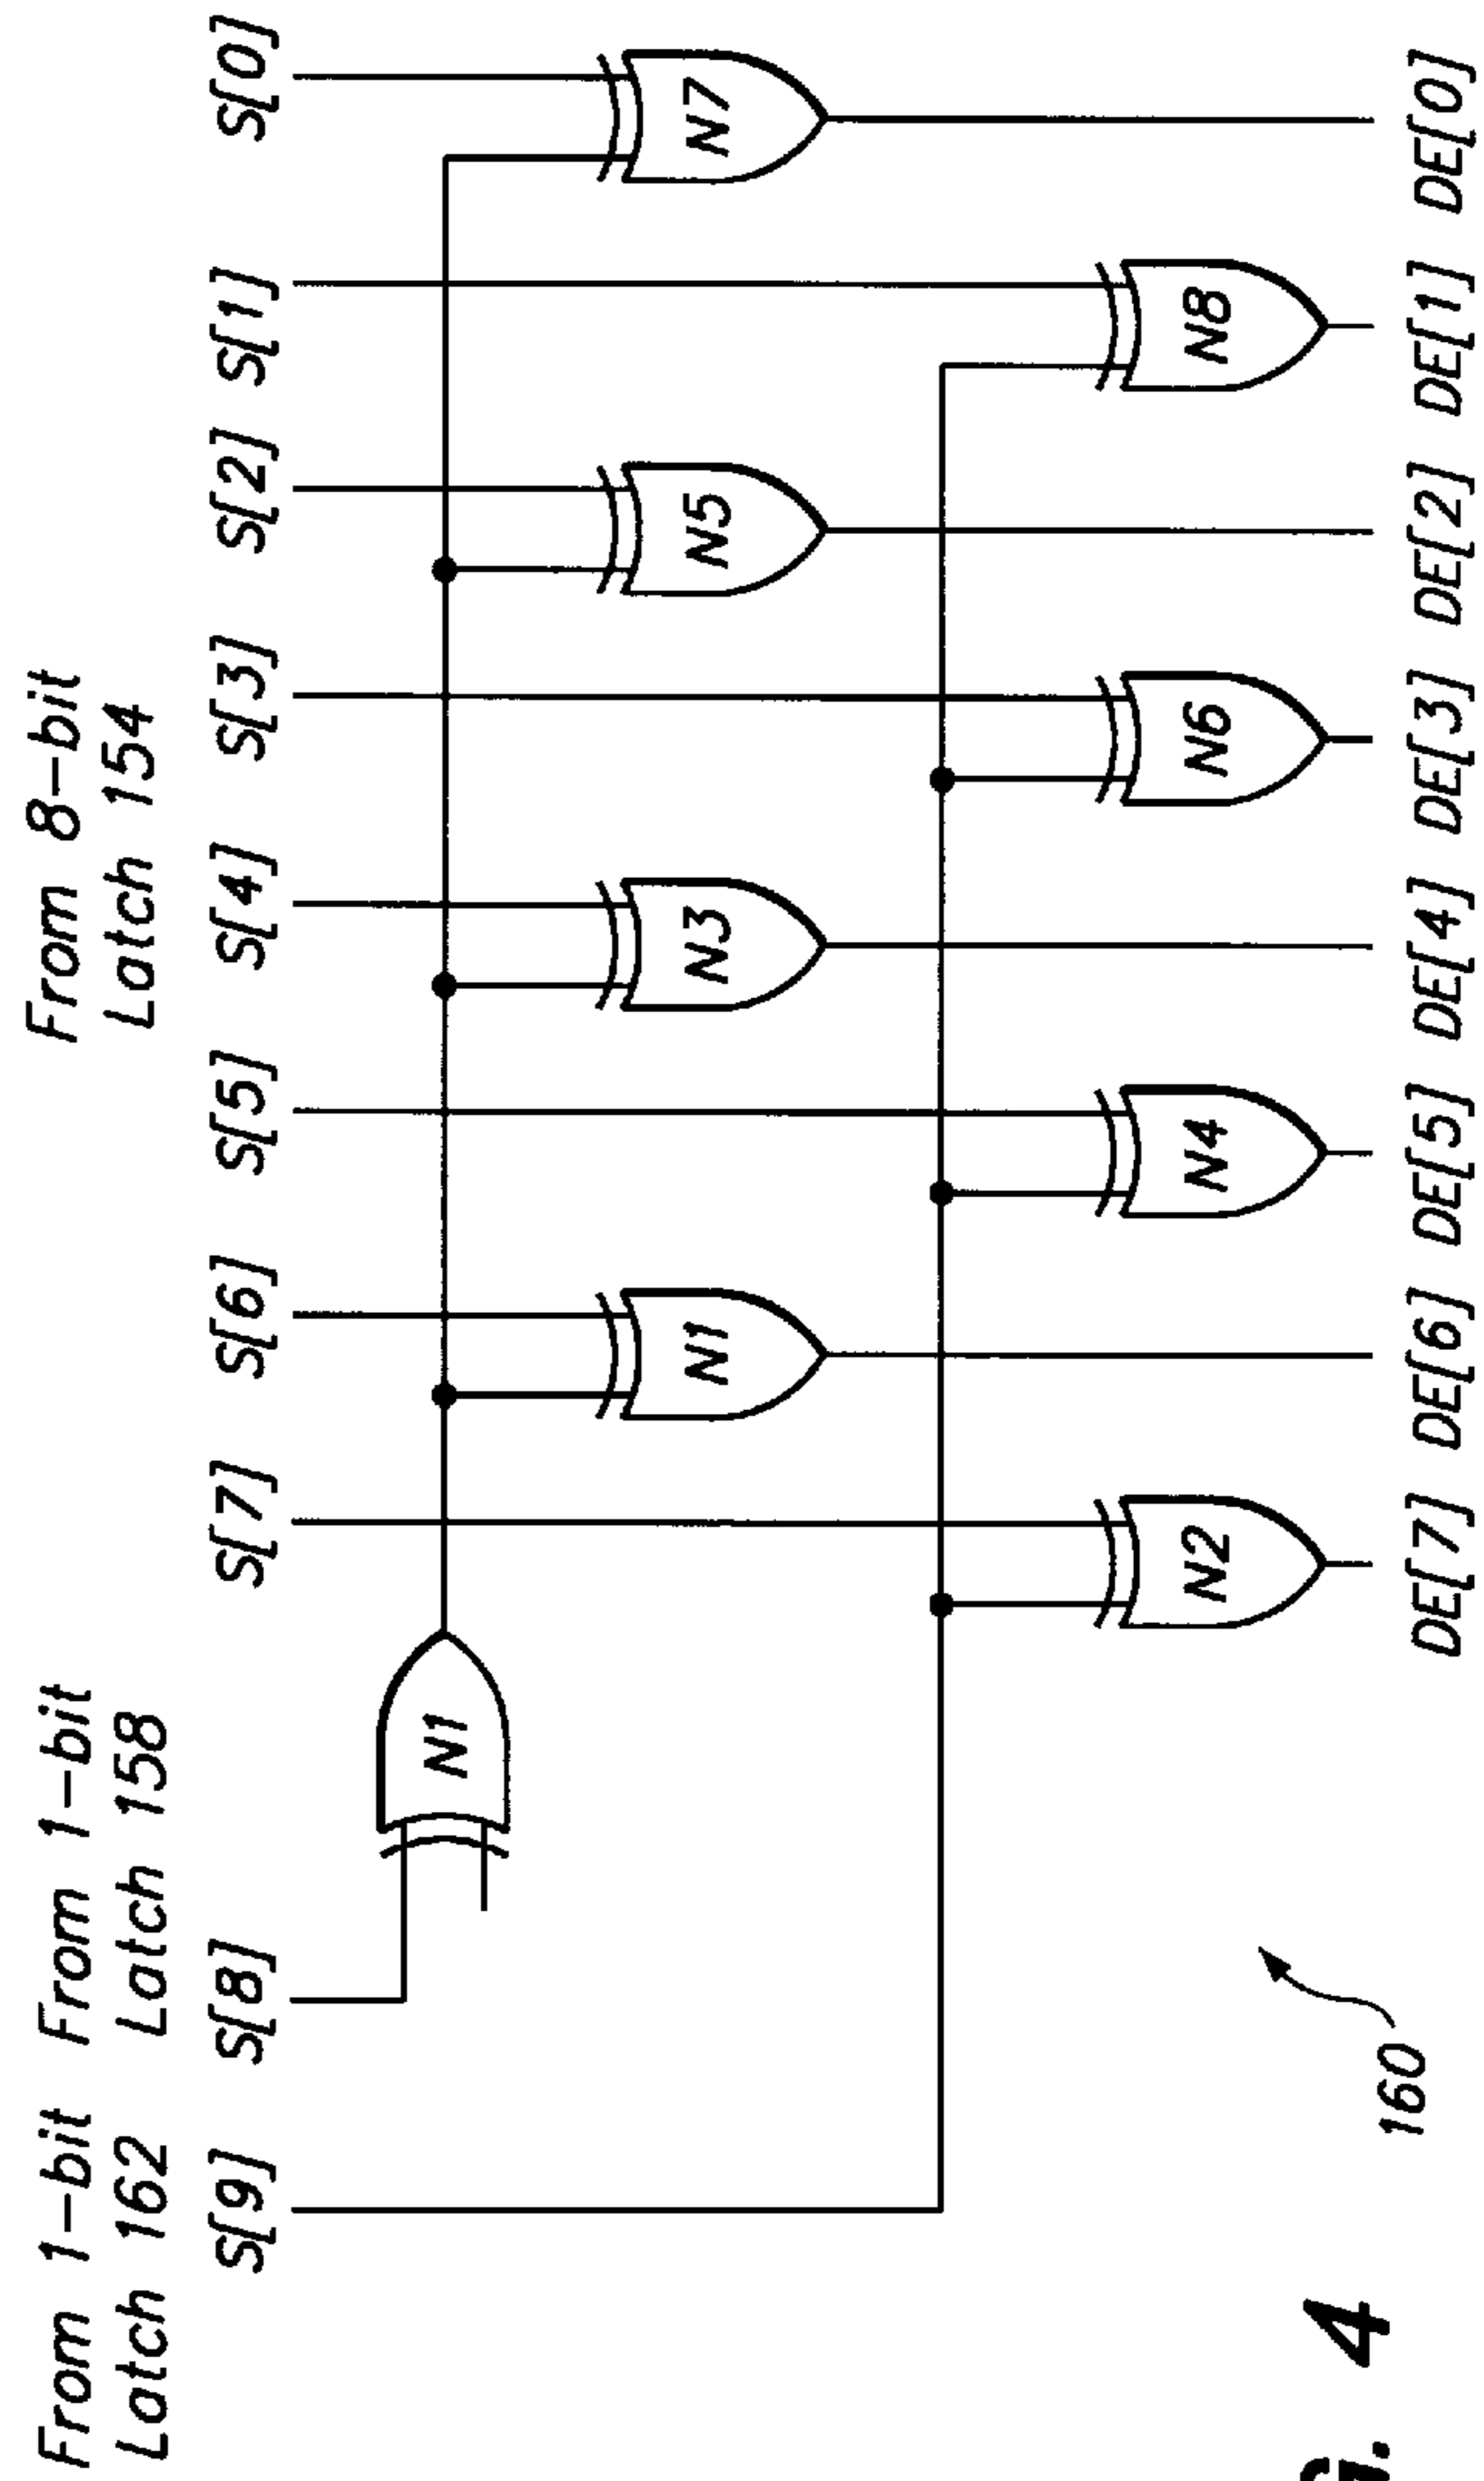 From 1-bit From 1-bit
Latch 162 Latch 158
From 8-bit
Latch 154
S[9] S[8] S[7] S[6] S[5] S[4] S[3] S[2] S[1] S[0]
N1
N1 N3 N5 N7
N2 N4 N6 N8
DE[7] DE[6] DE[5] DE[4] DE[3] DE[2] DE[1] DE[0]
160
4